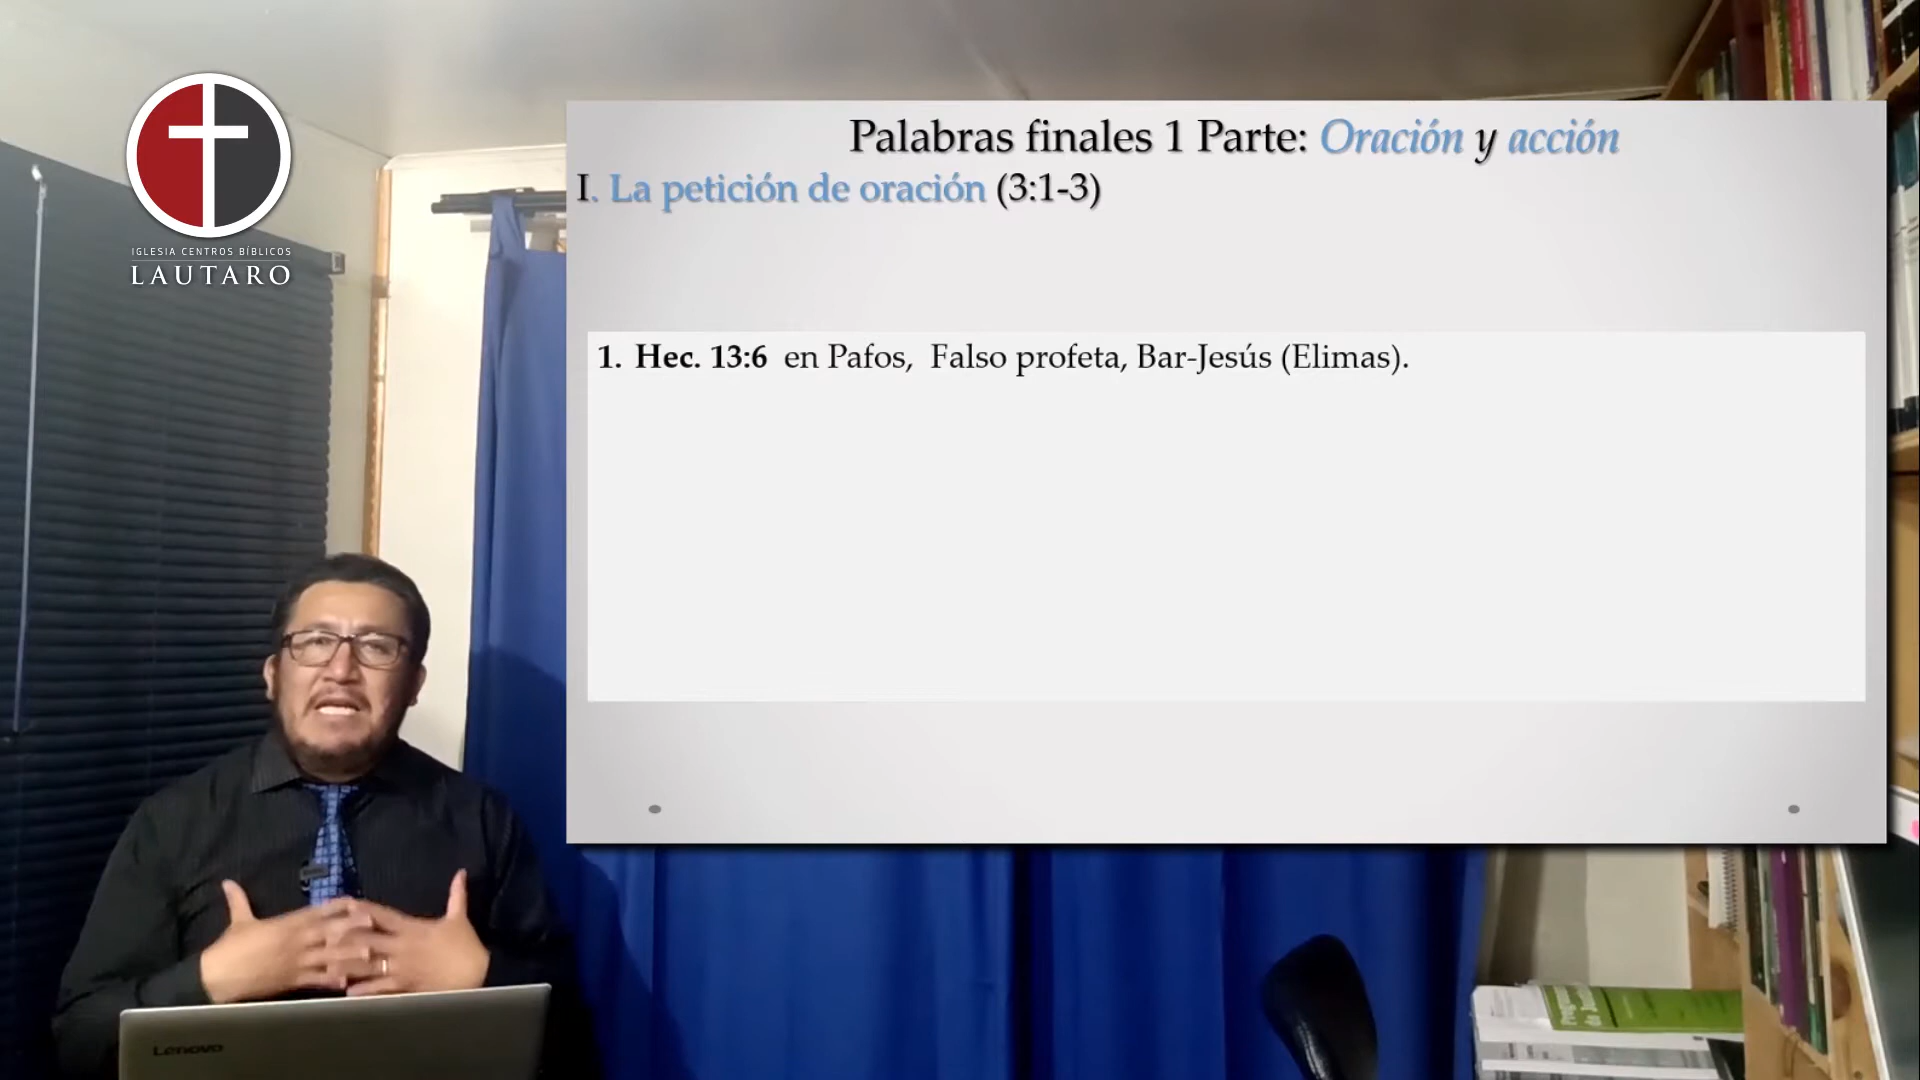 IGLESIA CENTROS BÍBLICOS
LAUTARO
Palabras finales 1 Parte: Oración y acción
I. La petición de oración (3:1-3)
1. Hec. 13:6 en Pafos, Falso profeta, Bar-Jesús (Elimas).
Lenovo